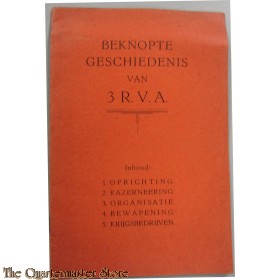 BEKNOPTE
GESCHIEDENIS
VAN
3 R.V.A.
Inhoud:
1. OPRICHTING
2. KAZERNEERING
3. ORGANISATIE
4. BEWAPENING
5. KRIJGSBEDRIJVEN
The Quartermaster Store